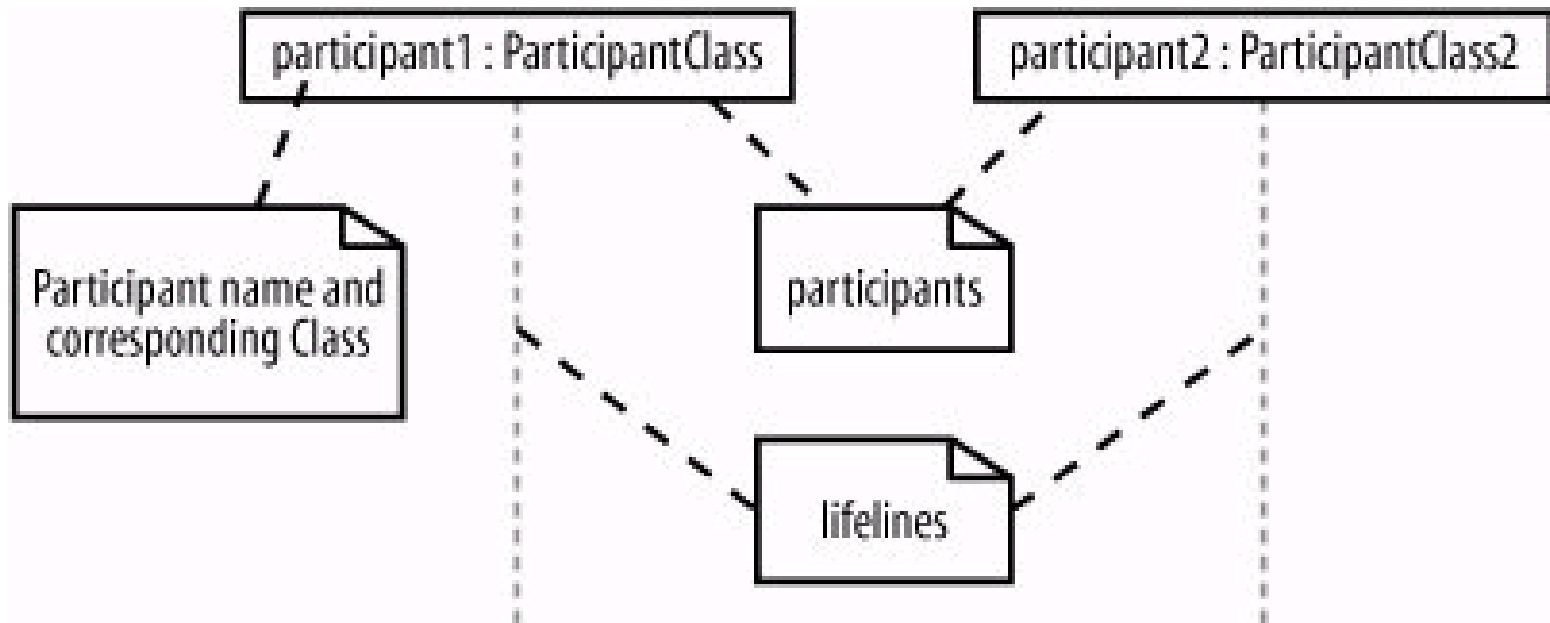 participant1 : ParticipantClass
participant2 : ParticipantClass2
Participant name and
corresponding Class
participants
lifelines